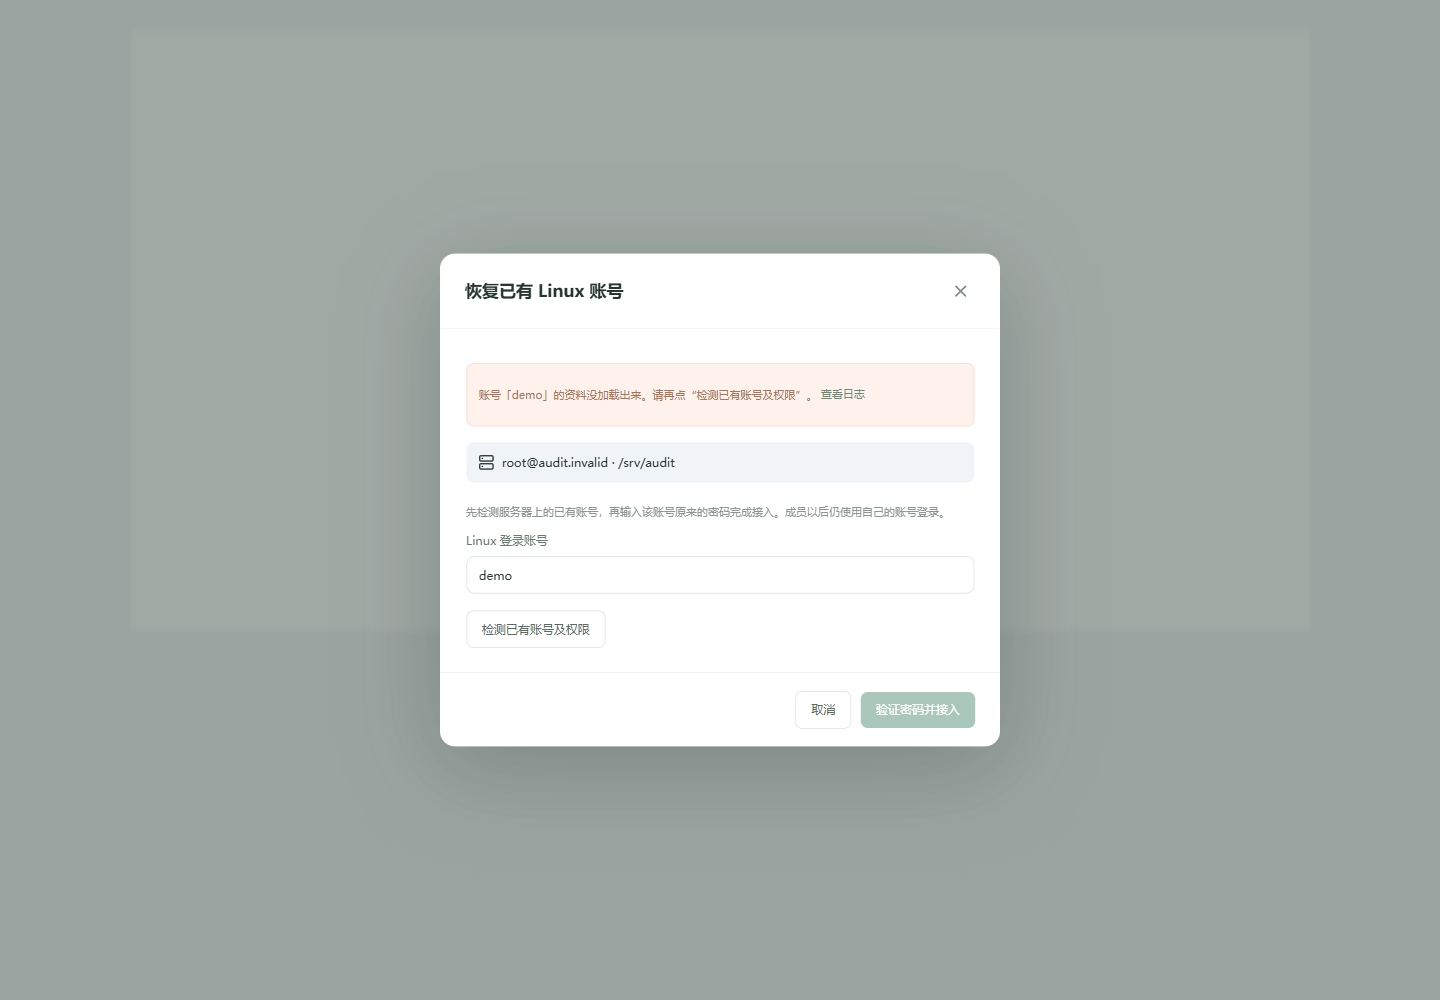 恢复已有 Linux 账号
账号「demo」的资料没加载出来。请再点“检测已有账号及权限”。 查看日志
root@audit.invalid · /srv/audit
先检测服务器上的已有账号，再输入该账号原来的密码完成接入。成员以后仍使用自己的账号登录。
Linux 登录账号
demo
检测已有账号及权限
取消
验证密码并接入